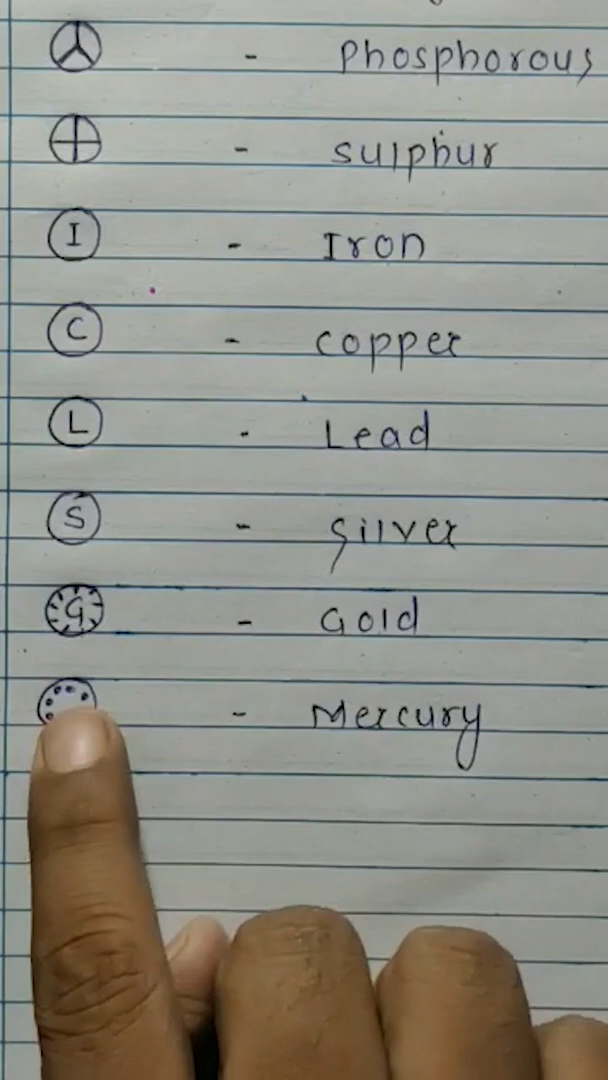 - Phosphorous
- Sulphur
I - Iron
C - copper
L - Lead
S - Silver
G - Gold
- Mercury